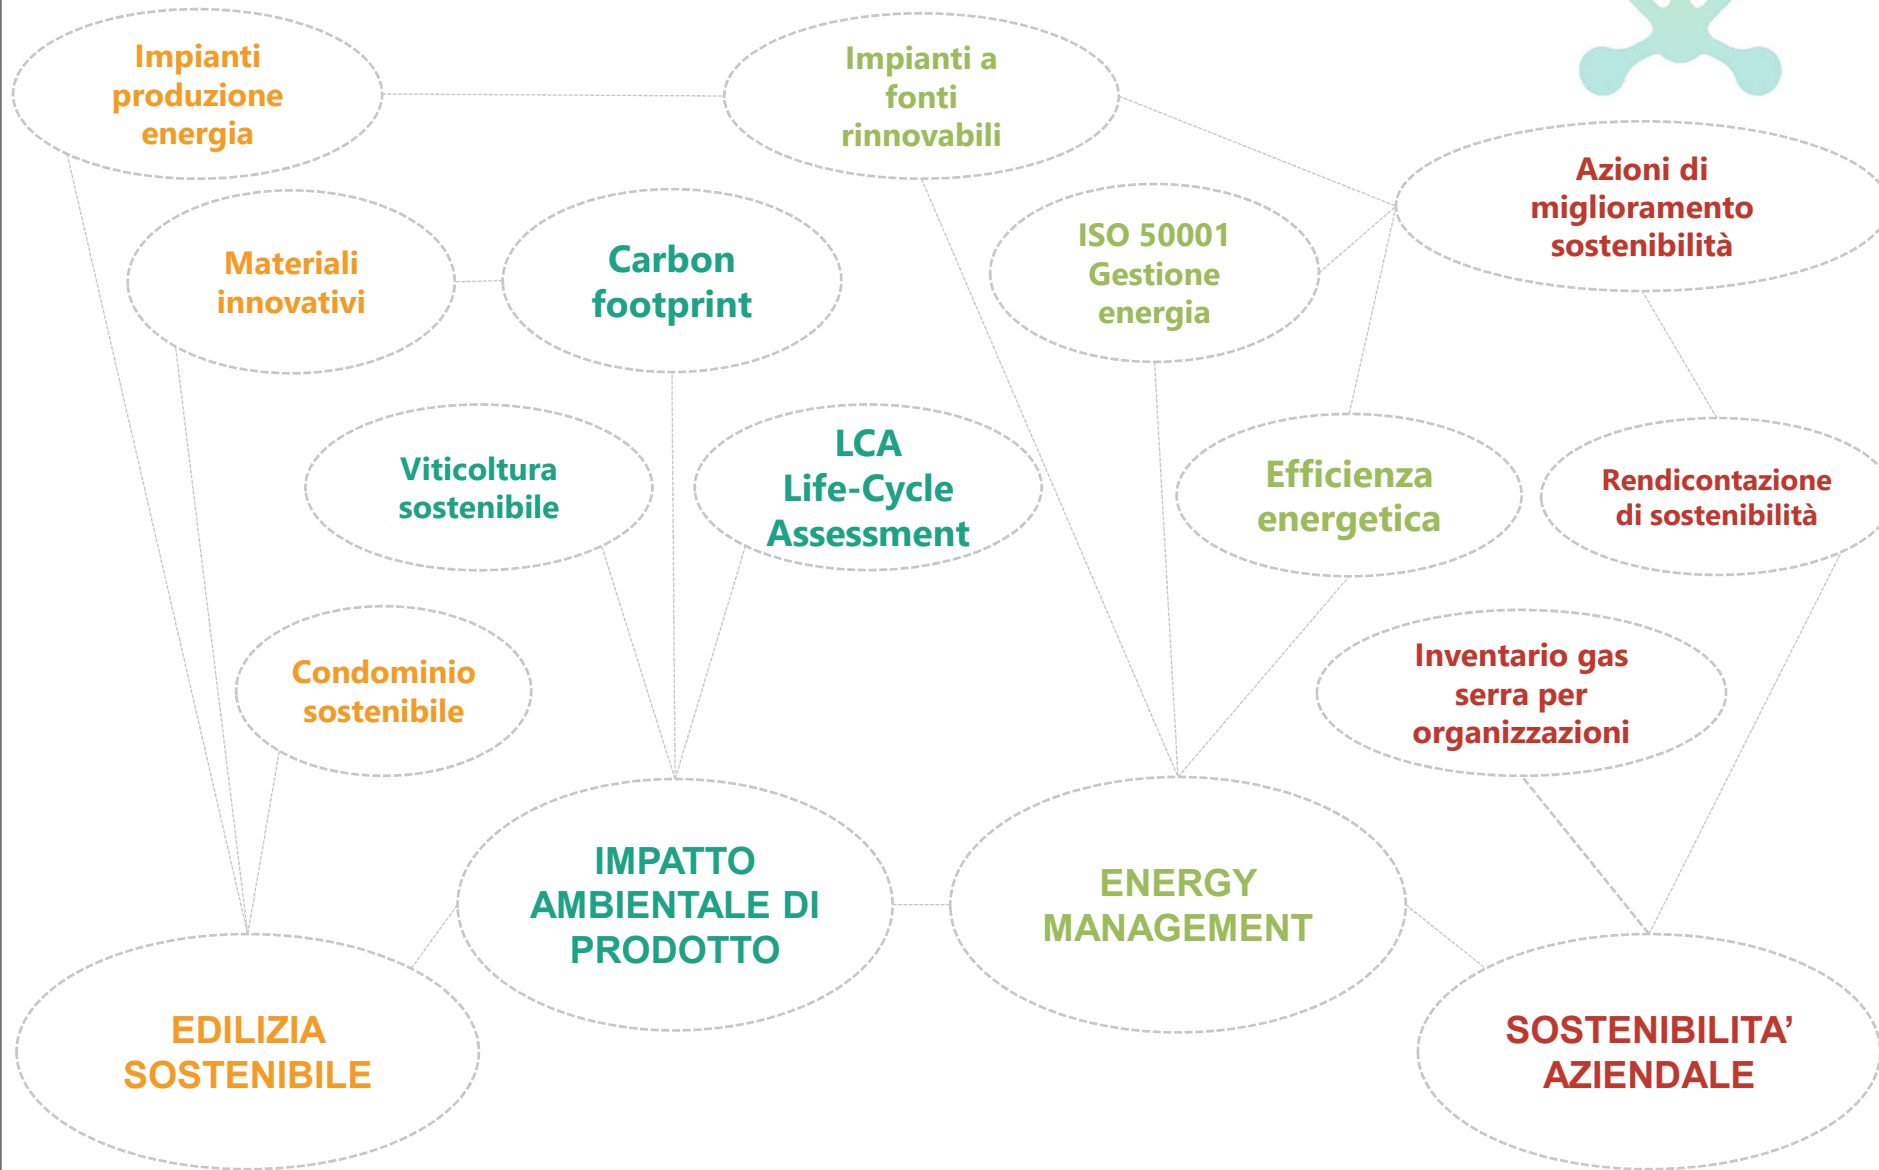 Impianti
produzione
energia
Impianti a
fonti
rinnovabili
Azioni di
miglioramento
sostenibilità
Materiali
innovativi
Carbon
footprint
ISO 50001
Gestione
energia
Viticoltura
sostenibile
LCA
Life-Cycle
Assessment
Efficienza
energetica
Rendicontazione
di sostenibilità
Condominio
sostenibile
Inventario gas
serra per
organizzazioni
IMPATTO
AMBIENTALE DI
PRODOTTO
ENERGY
MANAGEMENT
EDILIZIA
SOSTENIBILE
SOSTENIBILITA’
AZIENDALE